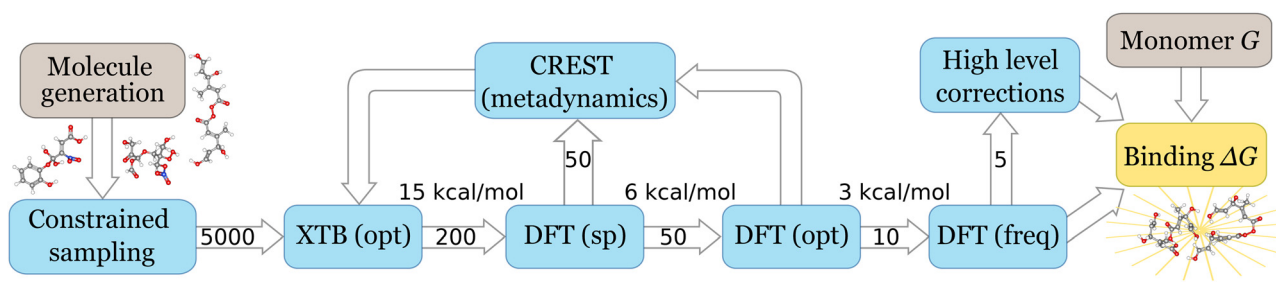 Molecule
generation
CREST
(metadynamics)
High level
corrections
Monomer G
50
5
Binding ΔG
15 kcal/mol
6 kcal/mol
3 kcal/mol
Constrained
sampling
5000
XTB (opt)
200
DFT (sp)
50
DFT (opt)
10
DFT (freq)